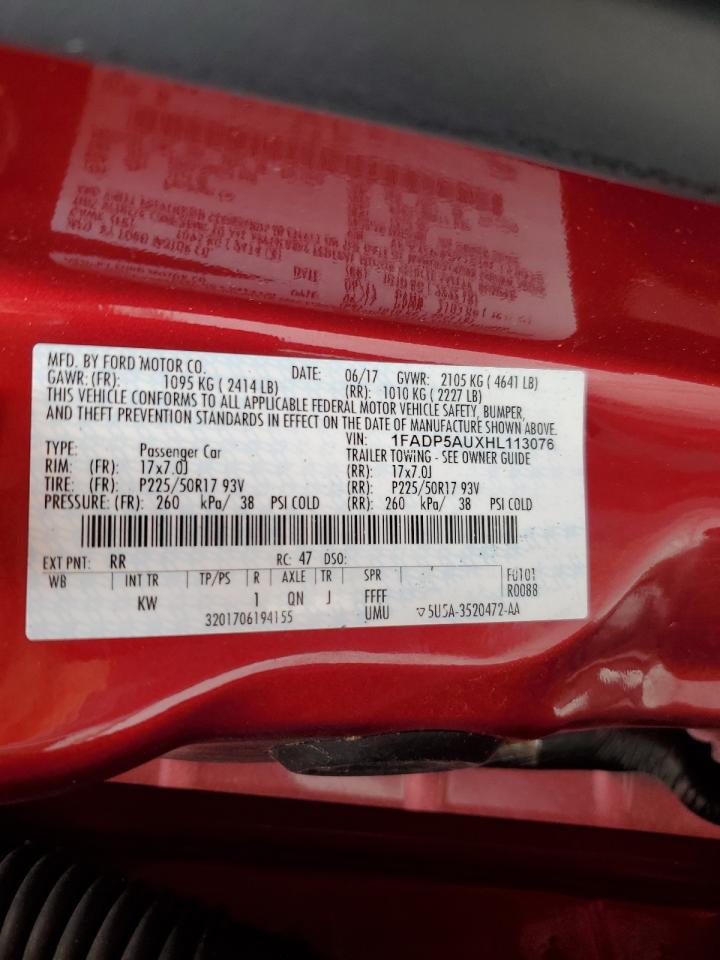 MFD. BY FORD MOTOR CO. DATE: 06/17 GVWR: 2105 KG ( 4641 LB)
GAWR: (FR): 1095 KG ( 2414 LB) (RR): 1010 KG ( 2227 LB)
THIS VEHICLE CONFORMS TO ALL APPLICABLE FEDERAL MOTOR VEHICLE SAFETY, BUMPER,
AND THEFT PREVENTION STANDARDS IN EFFECT ON THE DATE OF MANUFACTURE SHOWN ABOVE.
VIN: 1FADP5AUXHL113076
TYPE: Passenger Car TRAILER TOWING - SEE OWNER GUIDE
RIM: (FR): 17x7.0J (RR): 17x7.0J
TIRE: (FR): P225/50R17 93V (RR): P225/50R17 93V
PRESSURE: (FR): 260 kPa/ 38 PSI COLD (RR): 260 kPa/ 38 PSI COLD
EXT PNT: RR RC: 47 DSO:
WB INT TR TP/PS R AXLE TR SPR F0101
KW 1 QN J FFFF R0088
3201706194155 UMU ▽5U5A-3520472-AA